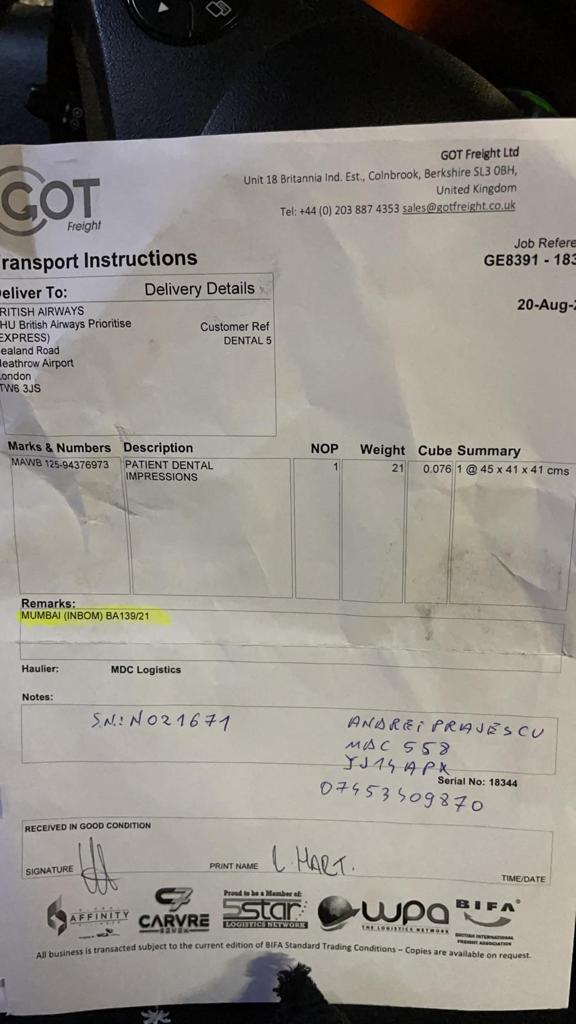 GOT
Freight
GOT Freight Ltd
Unit 18 Britannia Ind. Est., Colnbrook, Berkshire SL3 0BH,
United Kingdom
Tel: +44 (0) 203 887 4353 sales@gotfreight.co.uk
ransport Instructions
Job Refere
GE8391 - 183
eliver To: Delivery Details
20-Aug-
RITISH AIRWAYS
HU British Airways Prioritise
Customer Ref
EXPRESS)
DENTAL 5
ealand Road
eathrow Airport
ondon
TW6 3JS
Marks & Numbers Description NOP Weight Cube Summary
MAWB 125-94376973 PATIENT DENTAL 1 21 0.076 1 @ 45 x 41 x 41 cms
IMPRESSIONS
Remarks:
MUMBAI (INBOM) BA139/21
Haulier: MDC Logistics
Notes:
S.N: N021671
ANDREI PRAJESCU
MDC 558
YJ14 APX
Serial No: 18344
07453409870
RECEIVED IN GOOD CONDITION
SIGNATURE PRINT NAME L. HART.
TIME/DATE
AFFINITY
CARVRE
SEVEN
Proud to be a Member of:
5star
LOGISTICS NETWORK
wpa
THE LOGISTICS NETWORK
BIFA
BRITISH INTERNATIONAL
FREIGHT ASSOCIATION
All business is transacted subject to the current edition of BIFA Standard Trading Conditions – Copies are available on request.